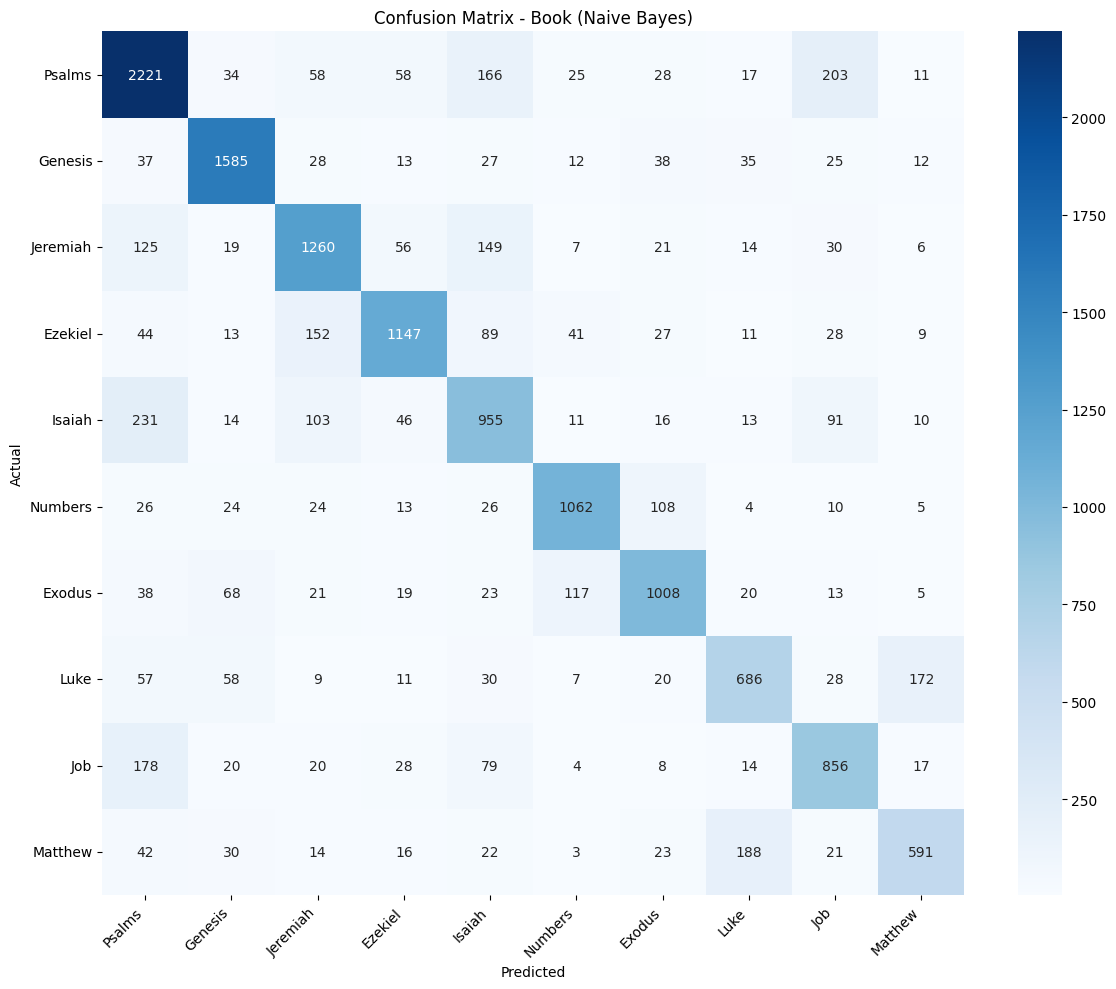 Confusion Matrix - Book (Naive Bayes)
Actual
Psalms 2221 34 58 58 166 25 28 17 203 11
Genesis 37 1585 28 13 27 12 38 35 25 12
Jeremiah 125 19 1260 56 149 7 21 14 30 6
Ezekiel 44 13 152 1147 89 41 27 11 28 9
Isaiah 231 14 103 46 955 11 16 13 91 10
Numbers 26 24 24 13 26 1062 108 4 10 5
Exodus 38 68 21 19 23 117 1008 20 13 5
Luke 57 58 9 11 30 7 20 686 28 172
Job 178 20 20 28 79 4 8 14 856 17
Matthew 42 30 14 16 22 3 23 188 21 591
Psalms Genesis Jeremiah Ezekiel Isaiah Numbers Exodus Luke Job Matthew
Predicted
2000
1750
1500
1250
1000
750
500
250